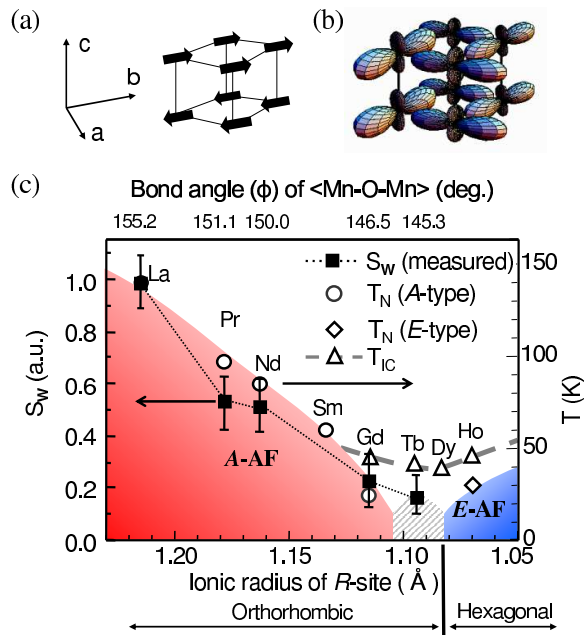 (a)
(b)
c
b
a
(c)
Bond angle (ϕ) of <Mn-O-Mn> (deg.)
155.2 151.1 150.0 146.5 145.3
S_W (measured)
T_N (A-type)
T_N (E-type)
T_IC
La
Pr
Nd
Sm
Gd
Tb
Dy
Ho
A-AF
E-AF
S_W (a.u.)
1.0
0.8
0.6
0.4
0.2
0.0
T (K)
150
100
50
0
1.20 1.15 1.10 1.05
Ionic radius of R-site ( Å )
Orthorhombic Hexagonal